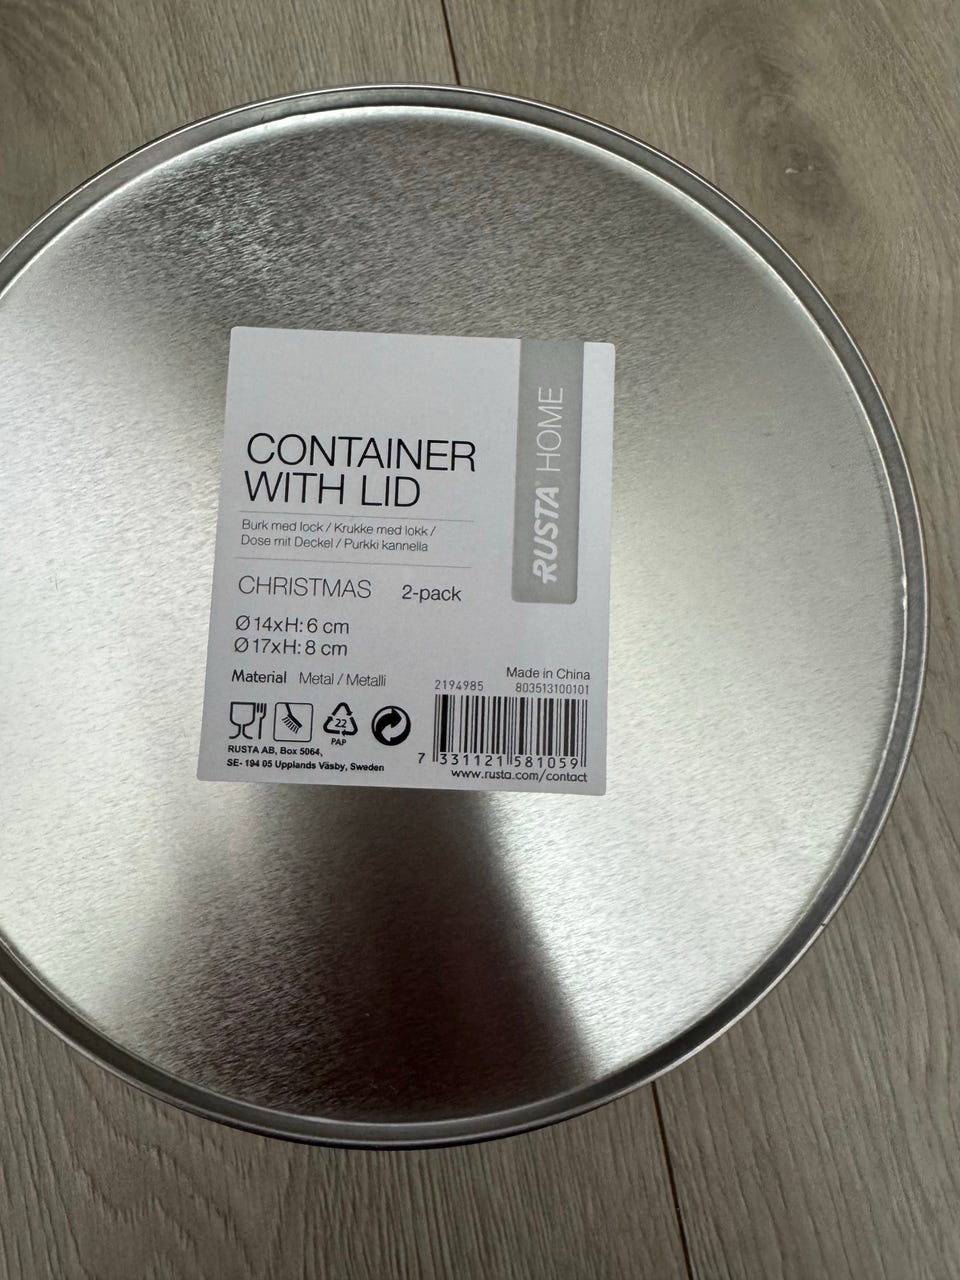 RUSTA HOME
CONTAINER
WITH LID
Burk med lock / Krukke med lokk /
Dose mit Deckel / Purkki kannella
CHRISTMAS 2-pack
Ø 14xH: 6 cm
Ø 17xH: 8 cm
Material Metal / Metalli
Made in China
2194985 803513100101
22
PAP
RUSTA AB, Box 5064,
SE- 194 05 Upplands Väsby, Sweden
7 331121 581059
www.rusta.com/contact